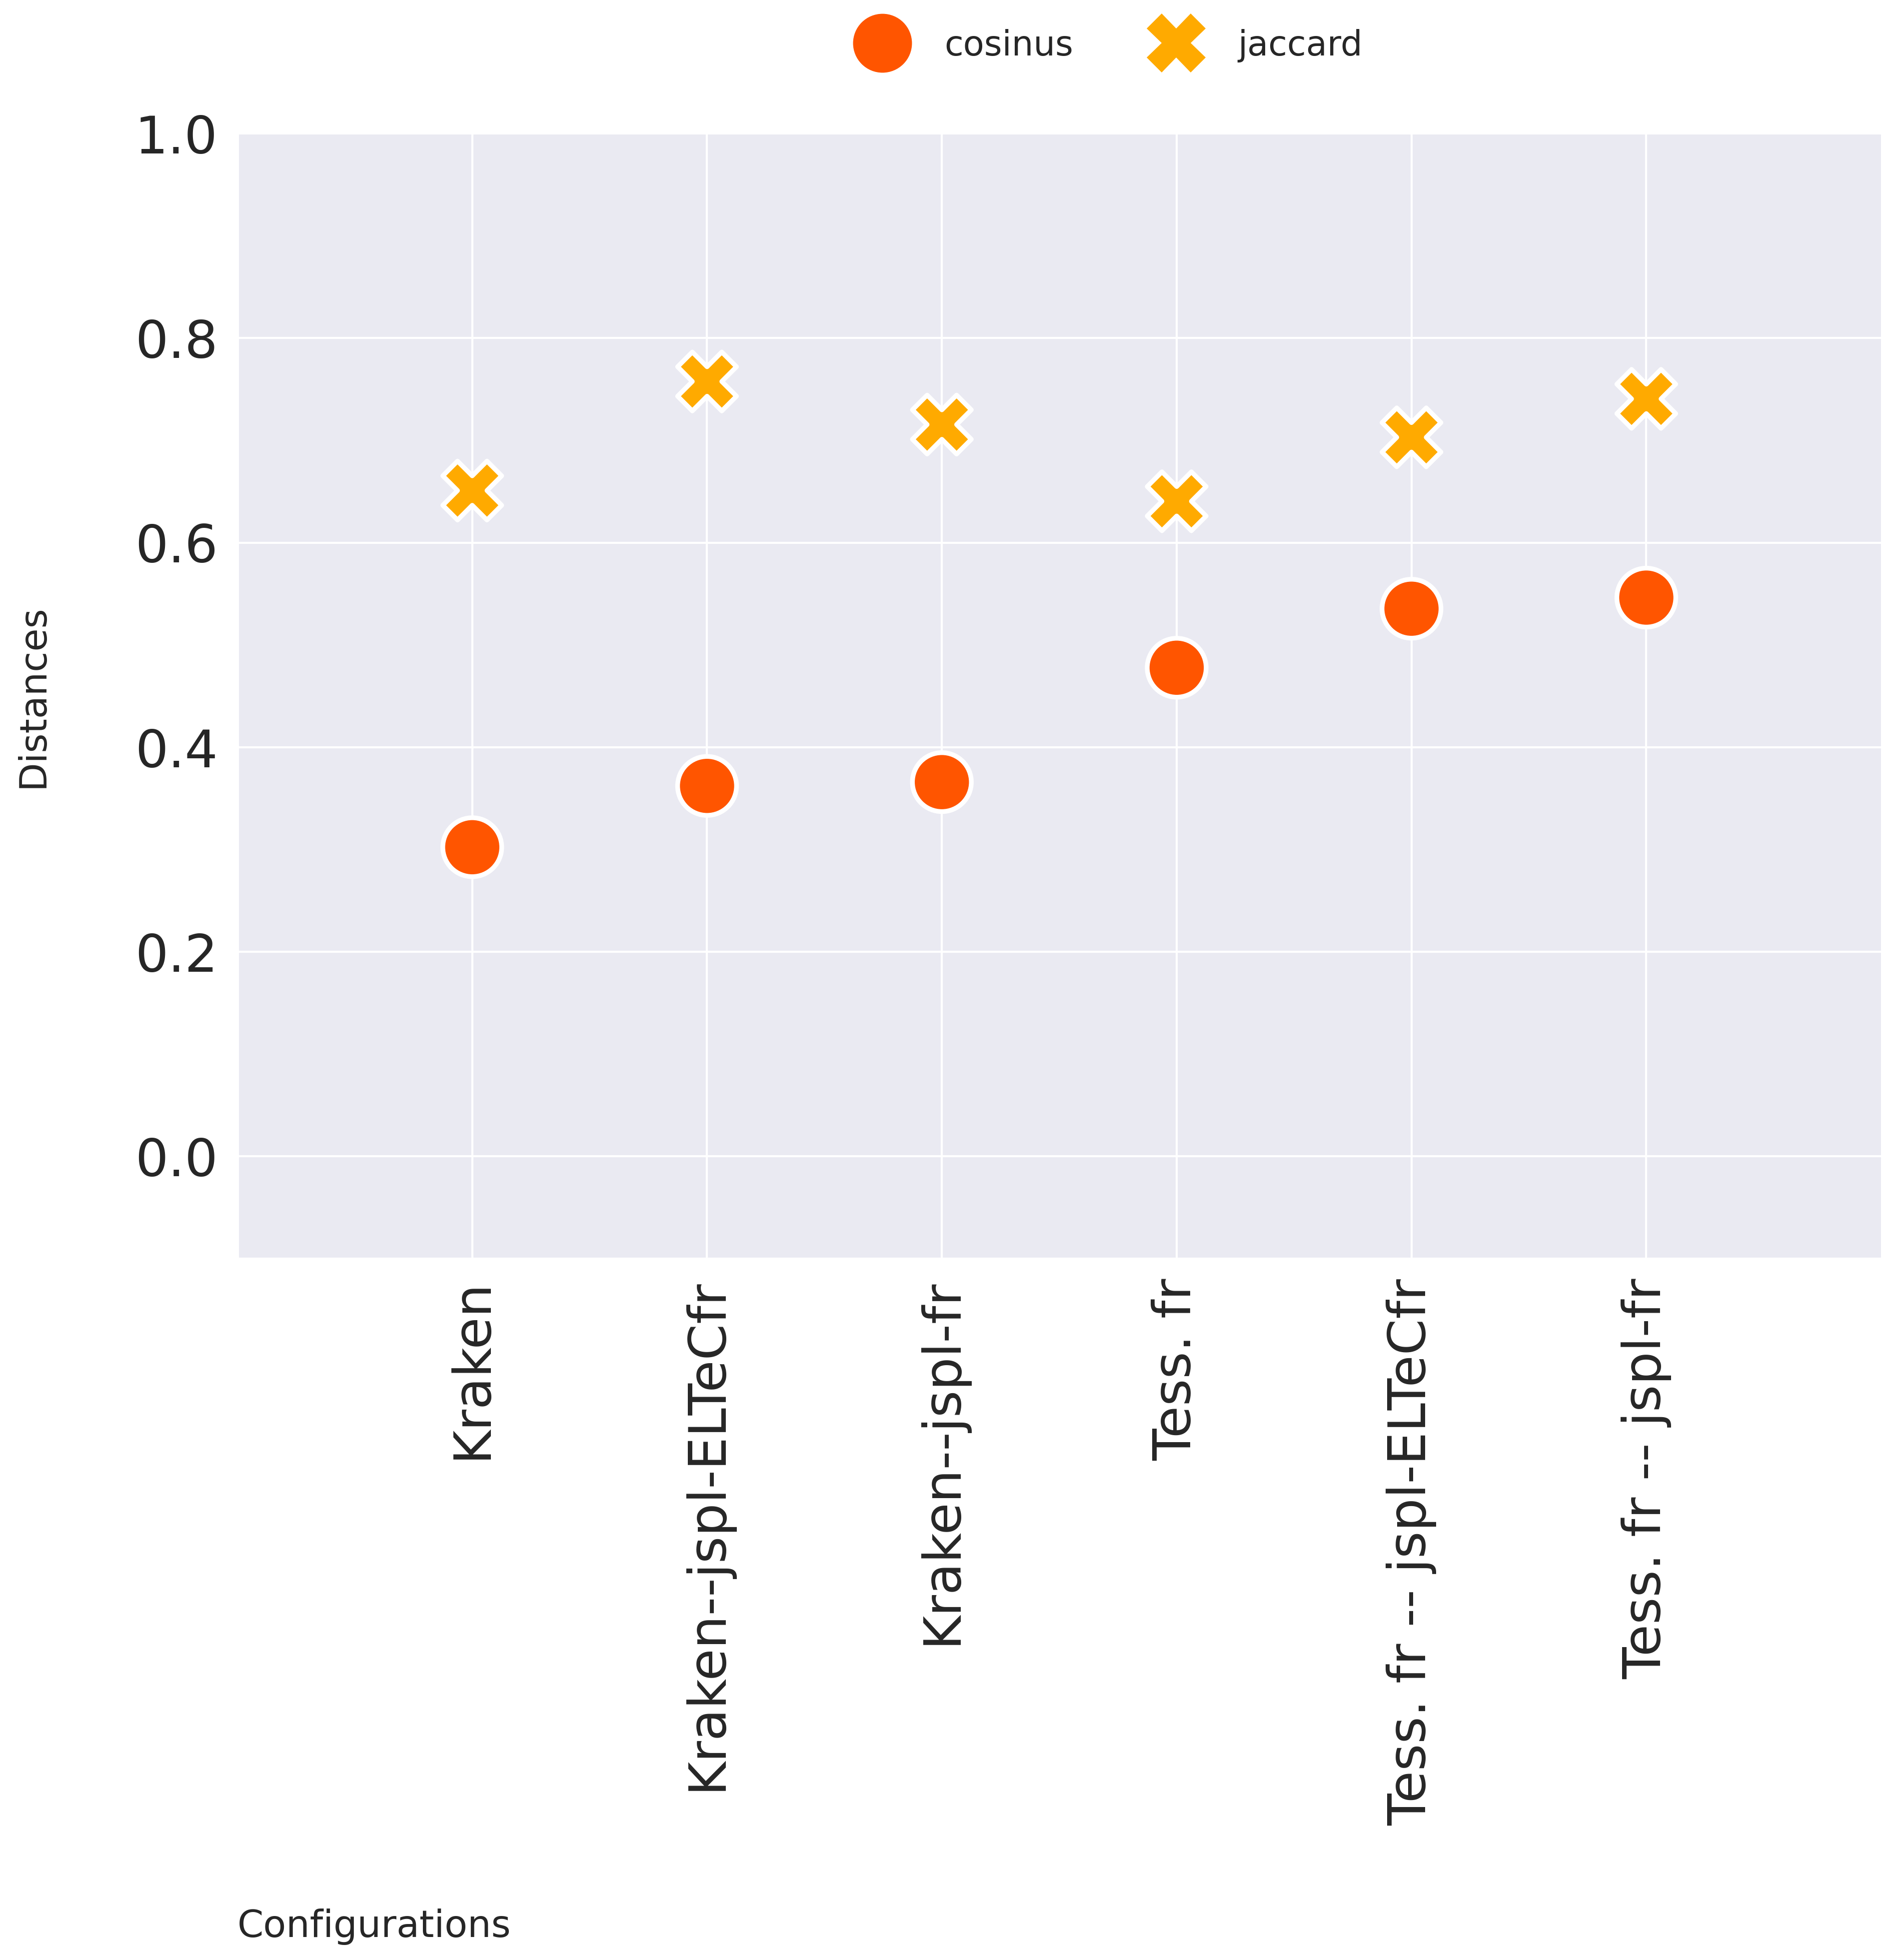 cosinus jaccard
1.0
0.8
0.6
0.4
0.2
0.0
Distances
Kraken
Kraken--jspl-ELTeCfr
Kraken--jspl-fr
Tess. fr
Tess. fr -- jspl-ELTeCfr
Tess. fr -- jspl-fr
Configurations